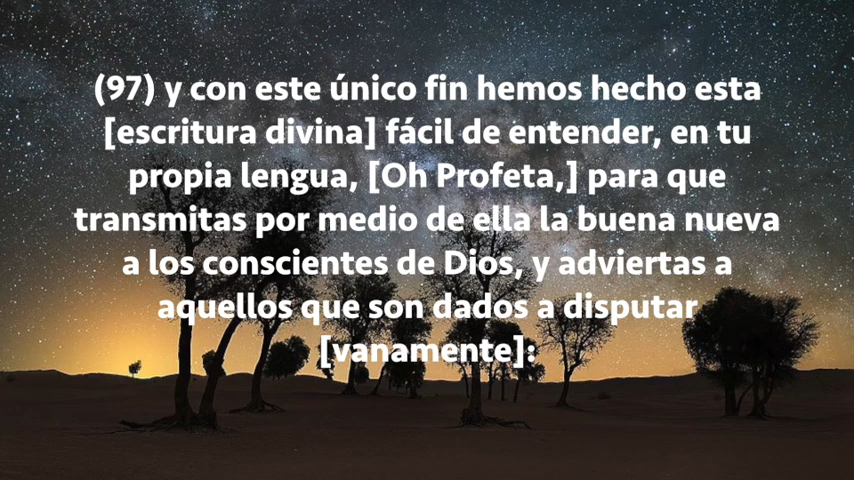 (97) y con este único fin hemos hecho esta
[escritura divina] fácil de entender, en tu
propia lengua, [Oh Profeta,] para que
transmitas por medio de ella la buena nueva
a los conscientes de Dios, y adviertas a
aquellos que son dados a disputar
[vanamente]: